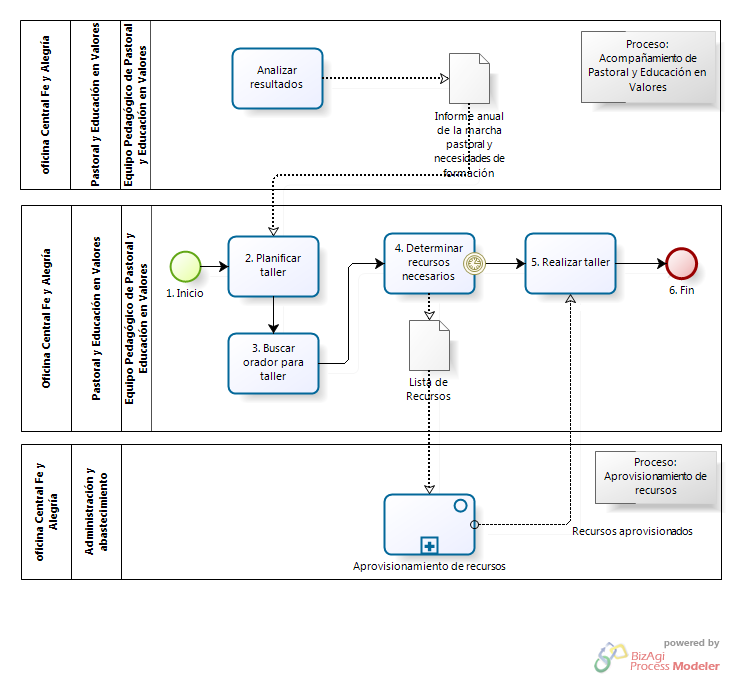 oficina Central Fe y Alegría
Pastoral y Educación en Valores
Equipo Pedagógico de Pastoral
y Educación en Valores
Analizar
resultados
Informe anual
de la marcha
pastoral y
necesidades de
formación
Proceso:
Acompañamiento de
Pastoral y Educación en
Valores
Oficina Central Fe y Alegría
Pastoral y Educación en Valores
Equipo Pedagógico de Pastoral y
Educación en Valores
1. Inicio
2. Planificar
taller
3. Buscar
orador para
taller
4. Determinar
recursos
necesarios
5. Realizar taller
6. Fin
Lista de
Recursos
oficina Central Fe y
Alegría
Administración y
abastecimiento
Proceso:
Aprovisionamiento de
recursos
Recursos aprovisionados
Aprovisionamiento de recursos
powered by
BizAgi
Process Modeler